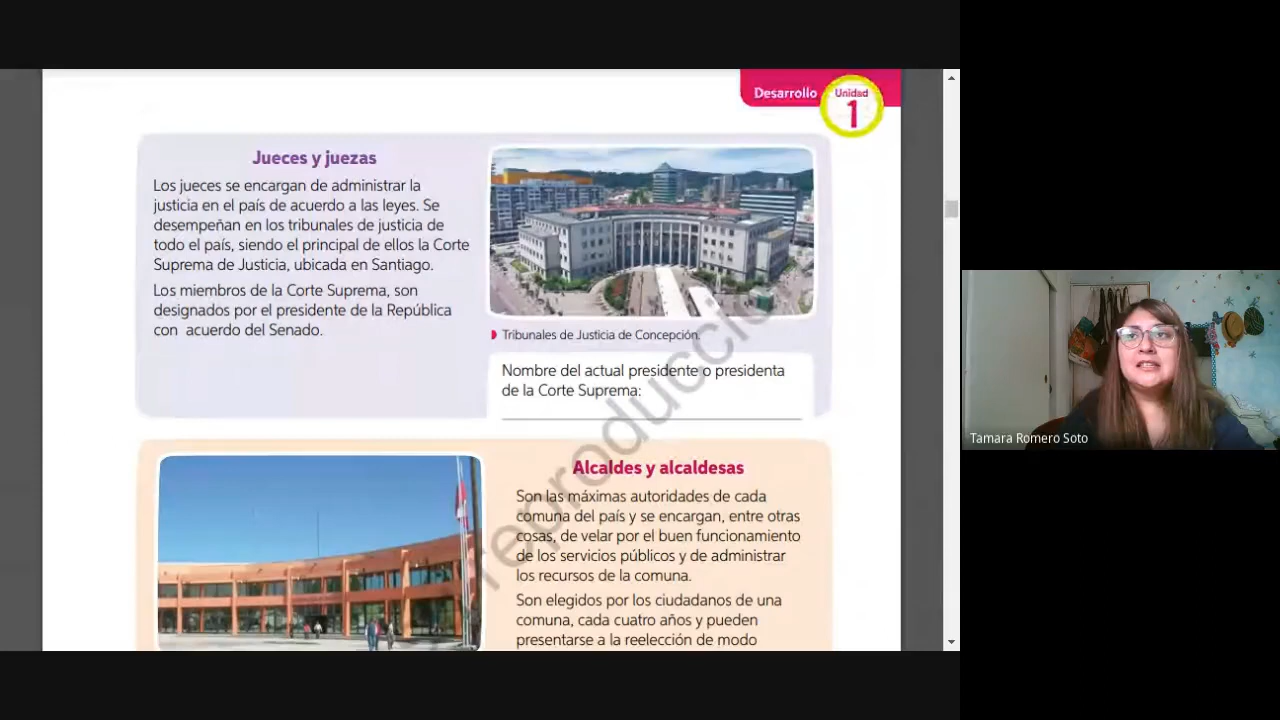 Desarrollo
Unidad
1
Jueces y juezas
Los jueces se encargan de administrar la
justicia en el país de acuerdo a las leyes. Se
desempeñan en los tribunales de justicia de
todo el país, siendo el principal de ellos la Corte
Suprema de Justicia, ubicada en Santiago.
Los miembros de la Corte Suprema, son
designados por el presidente de la República
con acuerdo del Senado.
Tribunales de Justicia de Concepción.
Nombre del actual presidente o presidenta
de la Corte Suprema:
reproducció
Alcaldes y alcaldesas
Son las máximas autoridades de cada
comuna del país y se encargan, entre otras
cosas, de velar por el buen funcionamiento
de los servicios públicos y de administrar
los recursos de la comuna.
Son elegidos por los ciudadanos de una
comuna, cada cuatro años y pueden
presentarse a la reelección de modo
Tamara Romero Soto